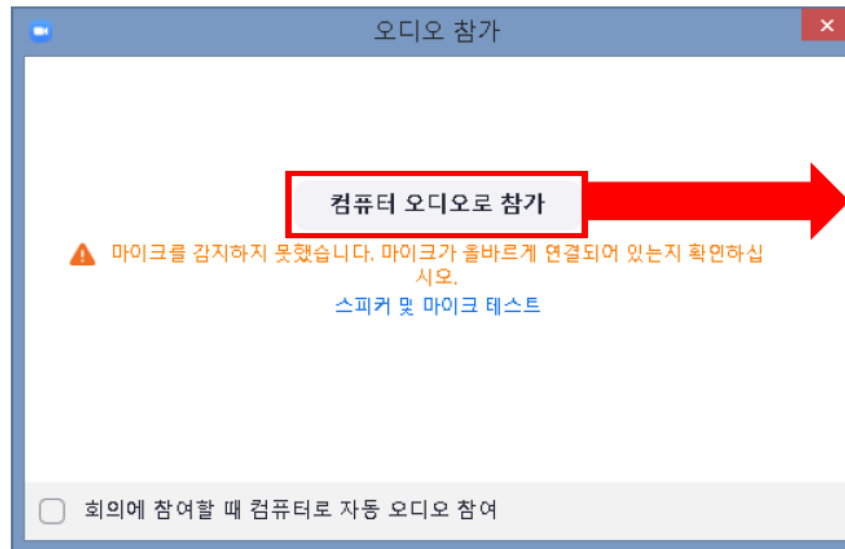 오디오 참가
컴퓨터 오디오로 참가
마이크를 감지하지 못했습니다. 마이크가 올바르게 연결되어 있는지 확인하십
시오.
스피커 및 마이크 테스트
회의에 참여할 때 컴퓨터로 자동 오디오 참여